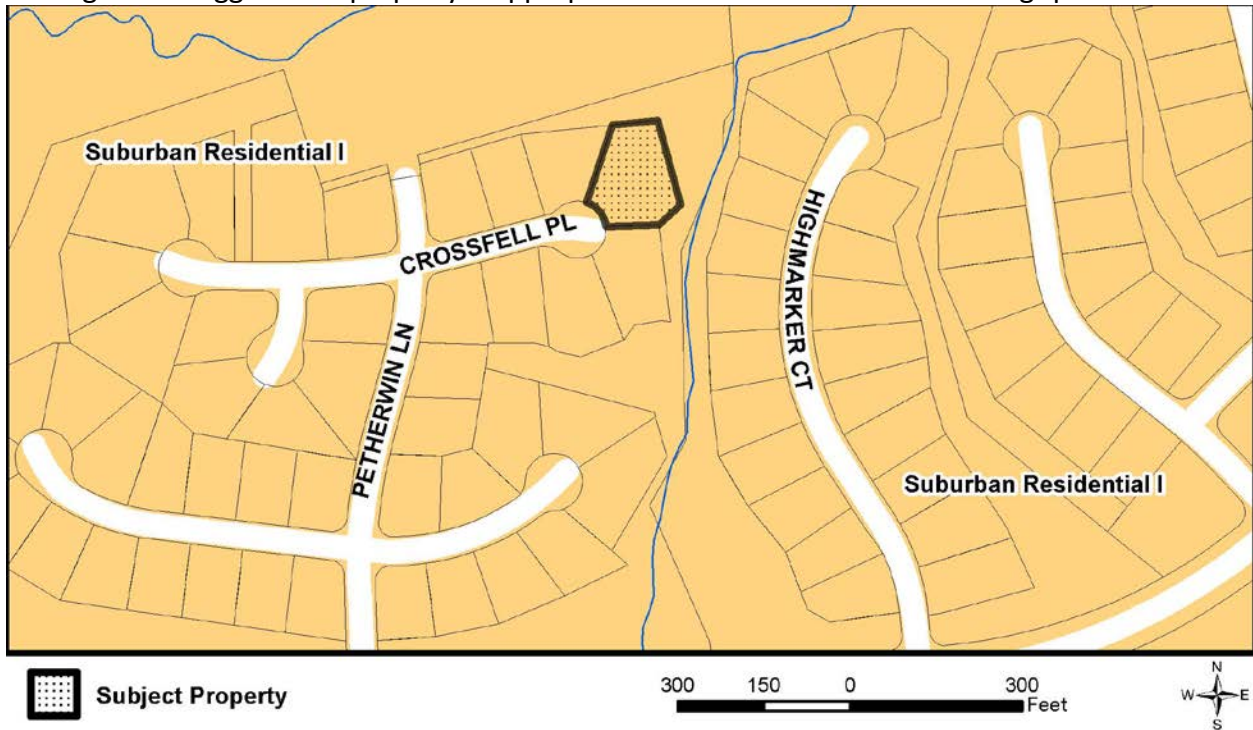 Suburban Residential I
CROSSFELL PL
PETHERWIN LN
HIGHMARKER CT
Suburban Residential I
Subject Property
300 150 0 300
Feet
N
W E
S